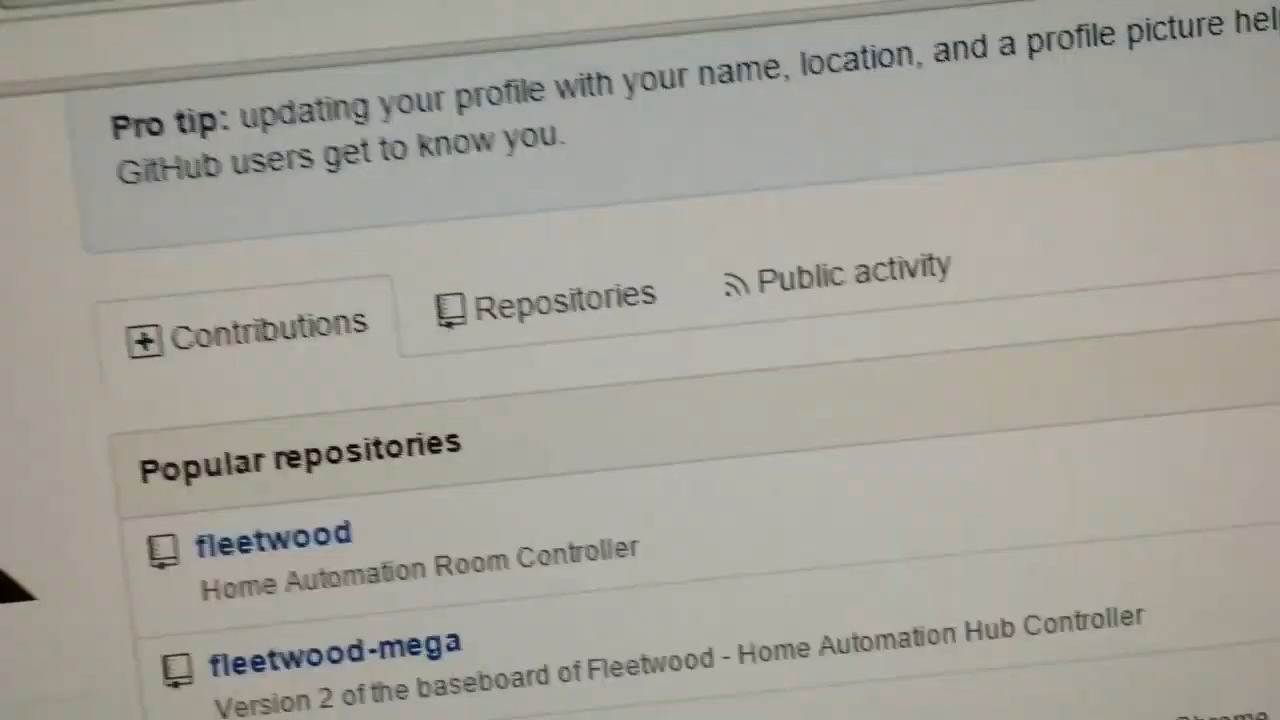 Pro tip: updating your profile with your name, location, and a profile picture
GitHub users get to know you.
Contributions Repositories Public activity
Popular repositories
fleetwood
Home Automation Room Controller
fleetwood-mega
Version 2 of the baseboard of Fleetwood - Home Automation Hub Controller